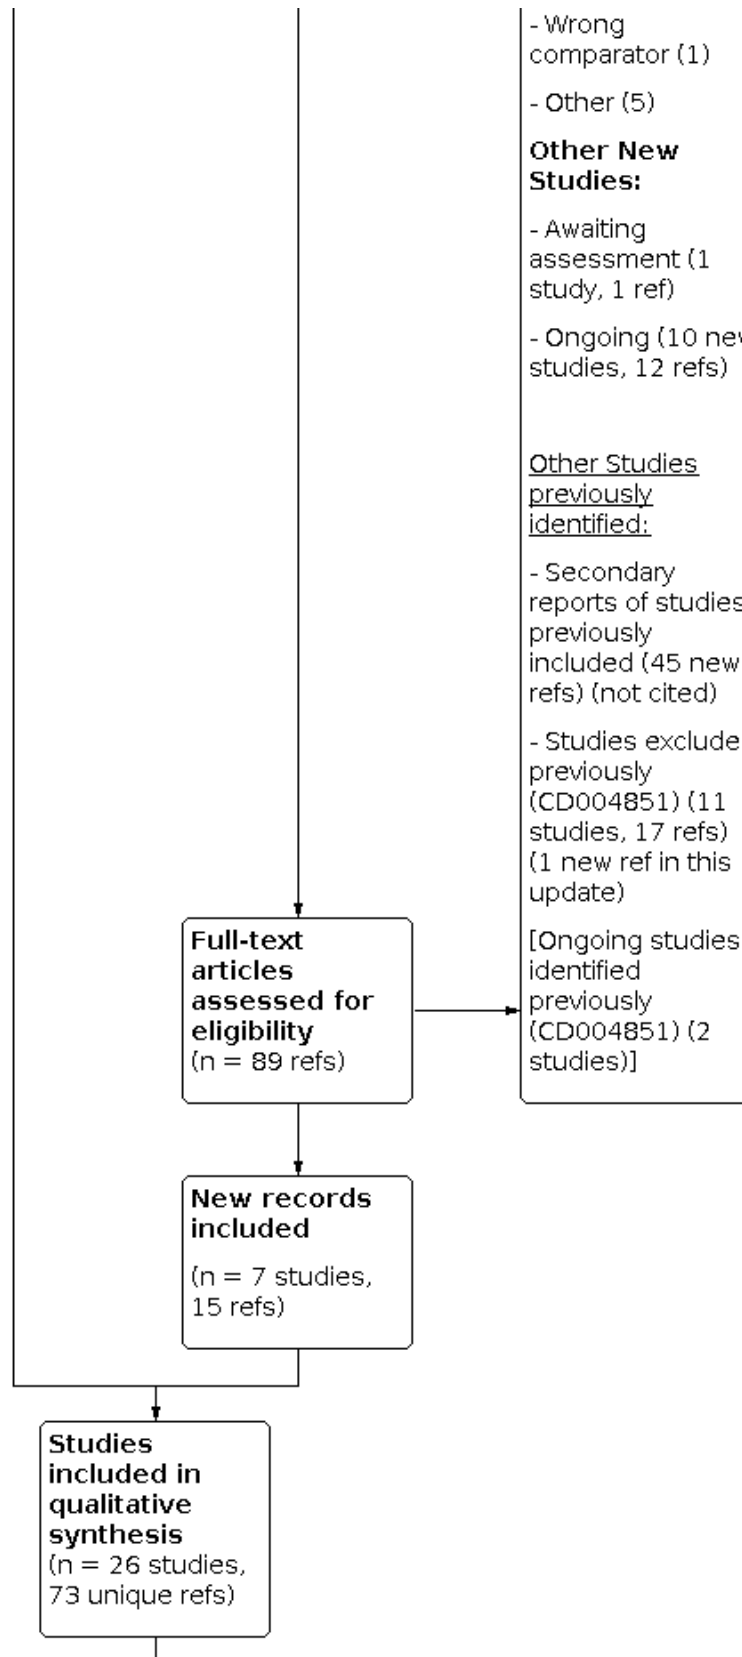 - Wrong
comparator (1)
- Other (5)
Other New
Studies:
- Awaiting
assessment (1
study, 1 ref)
- Ongoing (10 new
studies, 12 refs)
Other Studies
previously
identified:
- Secondary
reports of studies
previously
included (45 new
refs) (not cited)
- Studies exclude
previously
(CD004851) (11
studies, 17 refs)
(1 new ref in this
update)
[Ongoing studies
identified
previously
(CD004851) (2
studies)]
Full-text
articles
assessed for
eligibility
(n = 89 refs)
New records
included
(n = 7 studies,
15 refs)
Studies
included in
qualitative
synthesis
(n = 26 studies,
73 unique refs)